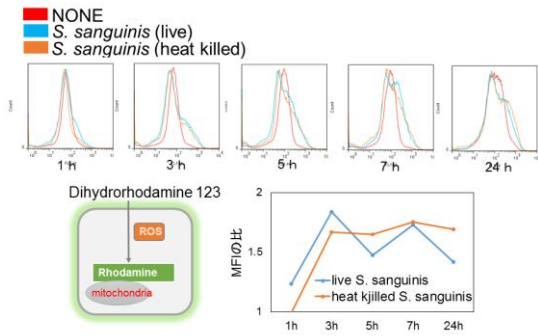 NONE
S. sanguinis (live)
S. sanguinis (heat killed)
1 h
3 h
5 h
7 h
24 h
Dihydrorhodamine 123
ROS
Rhodamine
mitochondria
MFIの比
2
1.5
1
live S. sanguinis
heat kjilled S. sanguinis
1h
3h
5h
7h
24h